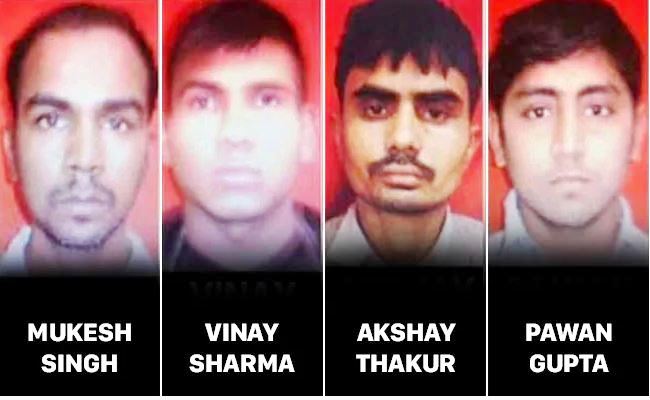 MUKESH
SINGH
VINAY
SHARMA
AKSHAY
THAKUR
PAWAN
GUPTA